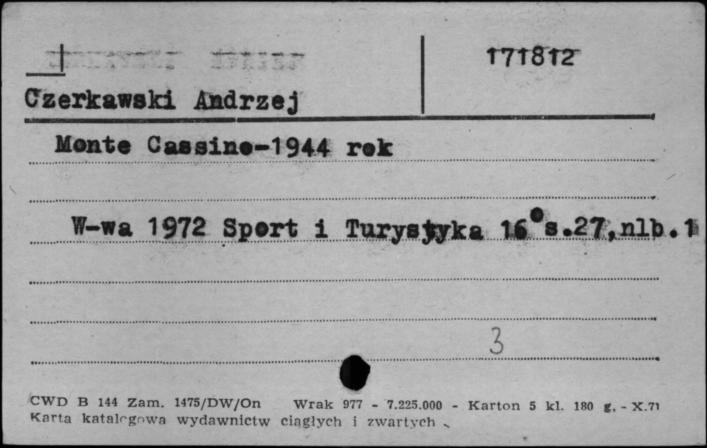 171812
Czerkawski Andrzej
Monte Cassino-1944 rok
W-wa 1972 Sport i Turystyka 16° s.27,nlb.1
3
CWD B 144 Zam. 1475/DW/On Wrak 977 - 7.225.000 - Karton 5 kl. 180 g. - X.71
Karta katalogowa wydawnictw ciągłych i zwartych